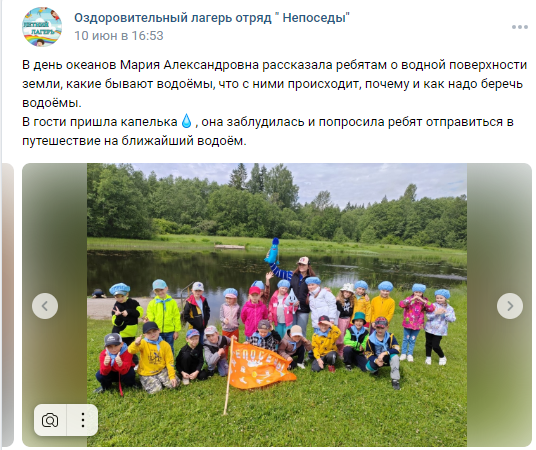 Оздоровительный лагерь отряд " Непоседы"
10 июн в 16:53
В день океанов Мария Александровна рассказала ребятам о водной поверхности
земли, какие бывают водоёмы, что с ними происходит, почему и как надо беречь
водоёмы.
В гости пришла капелька💧, она заблудилась и попросила ребят отправиться в
путешествие на ближайший водоём.